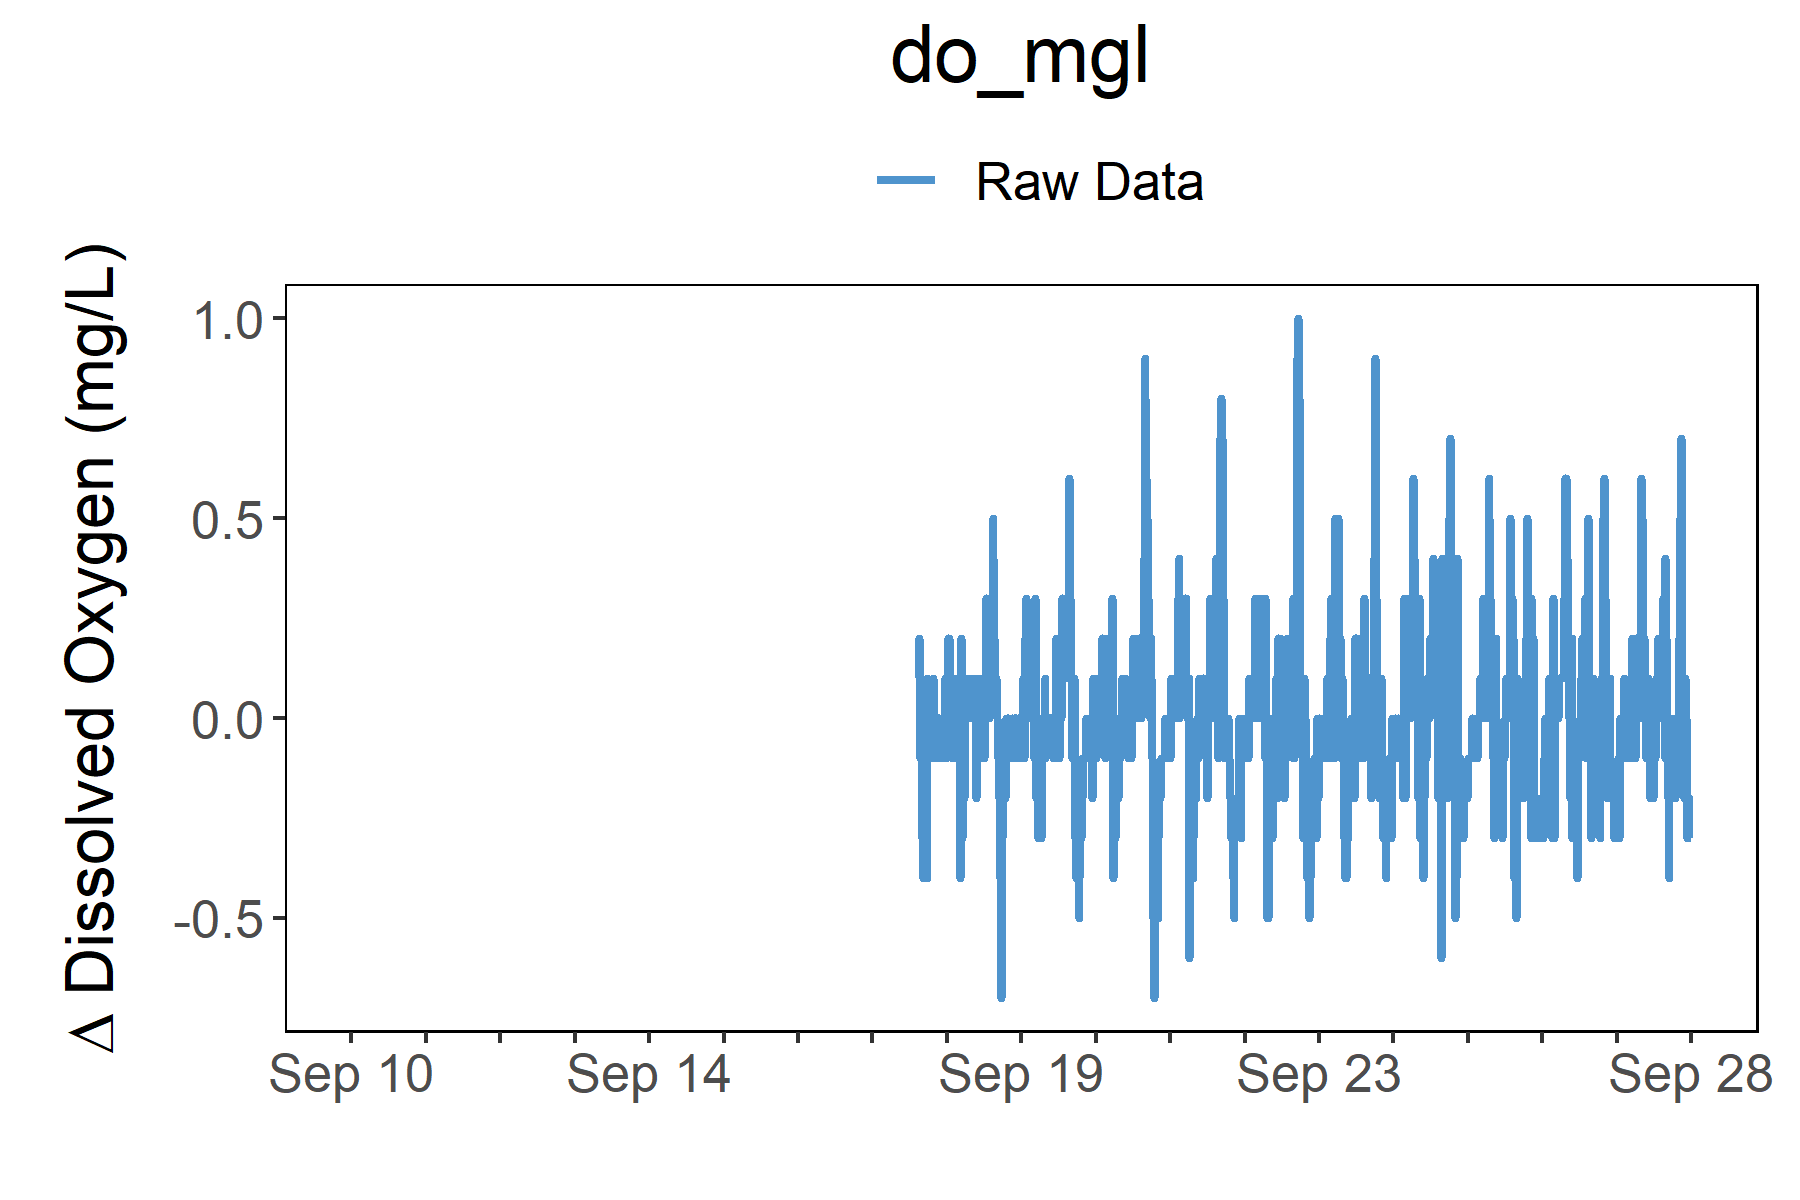 do_mgl
Raw Data
Δ Dissolved Oxygen (mg/L)
1.0
0.5
0.0
-0.5
Sep 10 Sep 14 Sep 19 Sep 23 Sep 28